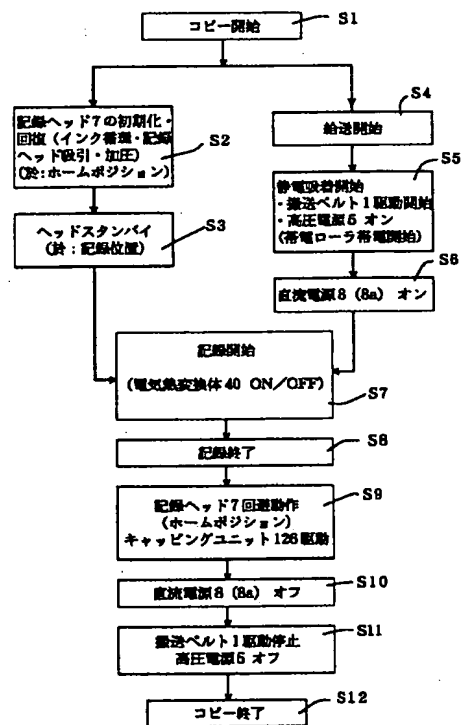 コピー開始
S1
記録ヘッド7の初期化・
回復(インク循環・記録
ヘッド吸引・加圧)
(於:ホームポジション)
S2
ヘッドスタンバイ
(於:記録位置)
S3
給送開始
S4
静電吸着開始
・搬送ベルト1駆動開始
・高圧電源5 オン
(帯電ローラ帯電開始)
S5
直流電源8 (8a) オン
S6
記録開始
(電気熱変換体40 ON/OFF)
S7
記録終了
S8
記録ヘッド7回避動作
(ホームポジション)
キャッピングユニット126駆動
S9
直流電源8 (8a) オフ
S10
搬送ベルト1駆動停止
高圧電源5 オフ
S11
コピー終了
S12